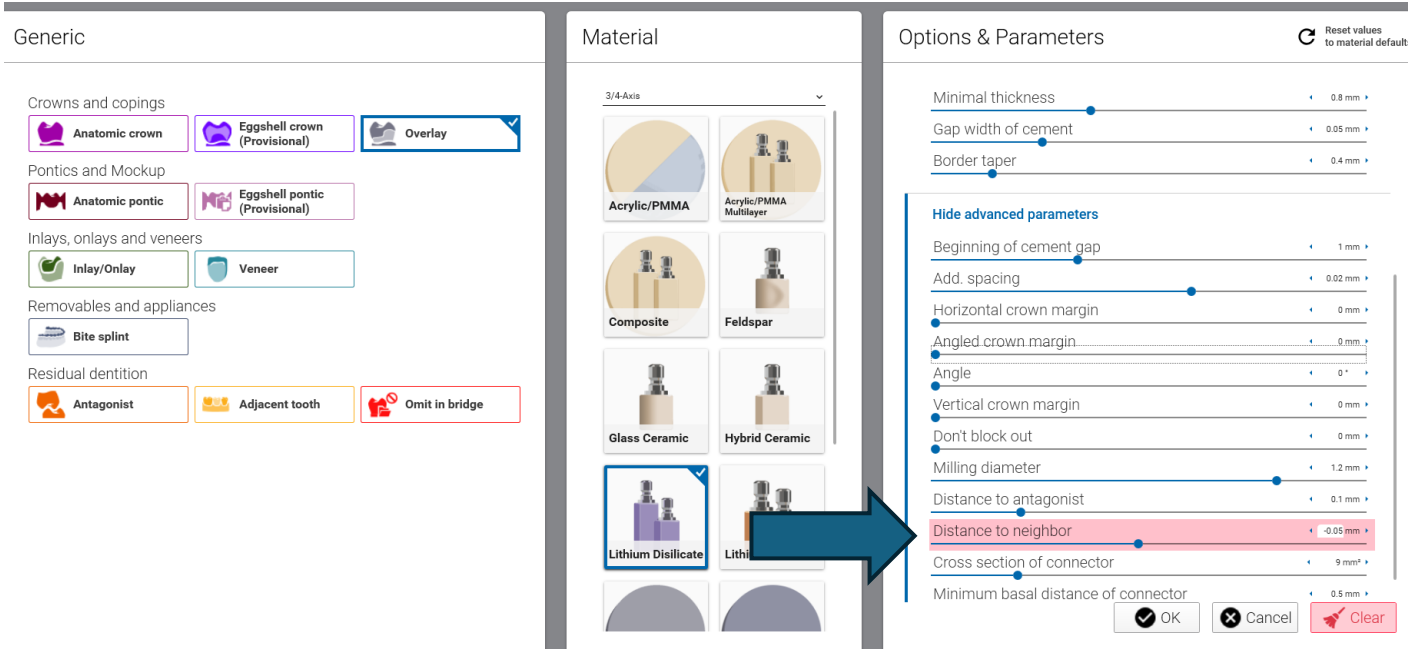 Generic
Crowns and copings
Anatomic crown
Eggshell crown
(Provisional)
Overlay
Pontics and Mockup
Anatomic pontic
Eggshell pontic
(Provisional)
Inlays, onlays and veneers
Inlay/Onlay
Veneer
Removables and appliances
Bite splint
Residual dentition
Antagonist
Adjacent tooth
Omit in bridge
Material
3/4-Axis
Acrylic/PMMA
Acrylic/PMMA
Multilayer
Composite
Feldspar
Glass Ceramic
Hybrid Ceramic
Lithium Disilicate
Options & Parameters
Reset values
to material defaults
Minimal thickness 0.8 mm
Gap width of cement 0.05 mm
Border taper 0.4 mm
Hide advanced parameters
Beginning of cement gap 1 mm
Add. spacing 0.02 mm
Horizontal crown margin 0 mm
Angled crown margin 0 mm
Angle 0 °
Vertical crown margin 0 mm
Don't block out 0 mm
Milling diameter 1.2 mm
Distance to antagonist 0.1 mm
Distance to neighbor -0.05 mm
Cross section of connector 9 mm²
Minimum basal distance of connector 0.5 mm
OK
Cancel
Clear